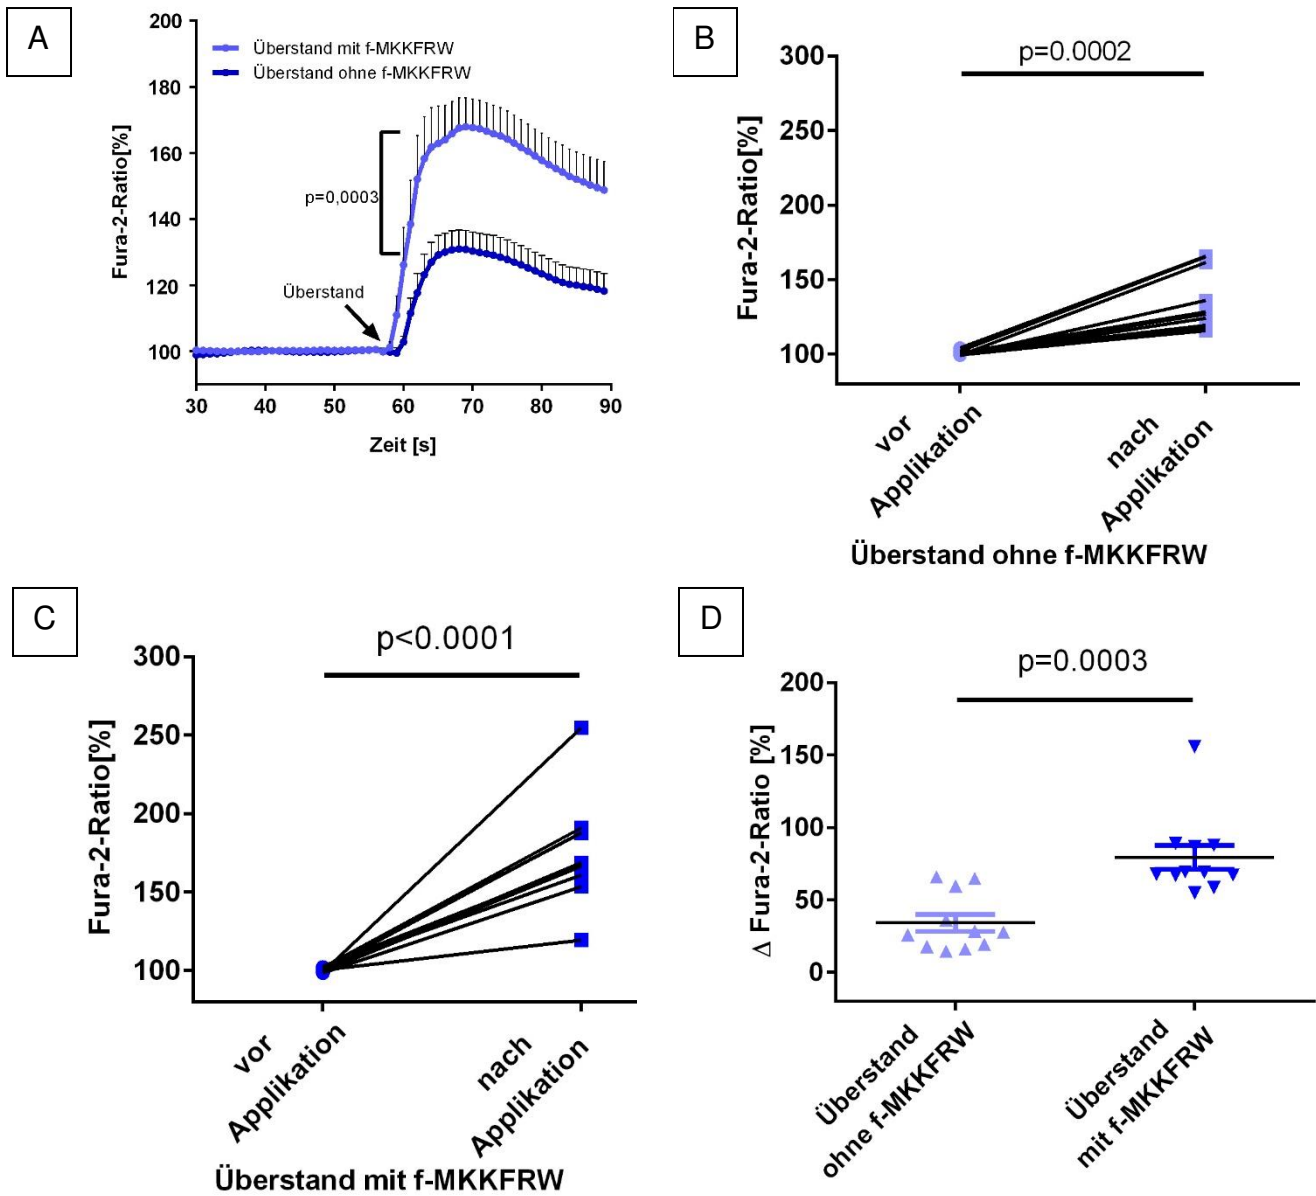 A
200
180
160
140
120
100
Fura-2-Ratio[%]
Überstand mit f-MKKFRW
Überstand ohne f-MKKFRW
p=0,0003
Überstand
30 40 50 60 70 80 90
Zeit [s]
B
p=0.0002
300
250
200
150
100
Fura-2-Ratio[%]
vor
Applikation
nach
Applikation
Überstand ohne f-MKKFRW
C
p<0.0001
300
250
200
150
100
Fura-2-Ratio[%]
vor
Applikation
nach
Applikation
Überstand mit f-MKKFRW
D
p=0.0003
200
150
100
50
0
Δ Fura-2-Ratio [%]
Überstand
ohne f-MKKFRW
Überstand
mit f-MKKFRW